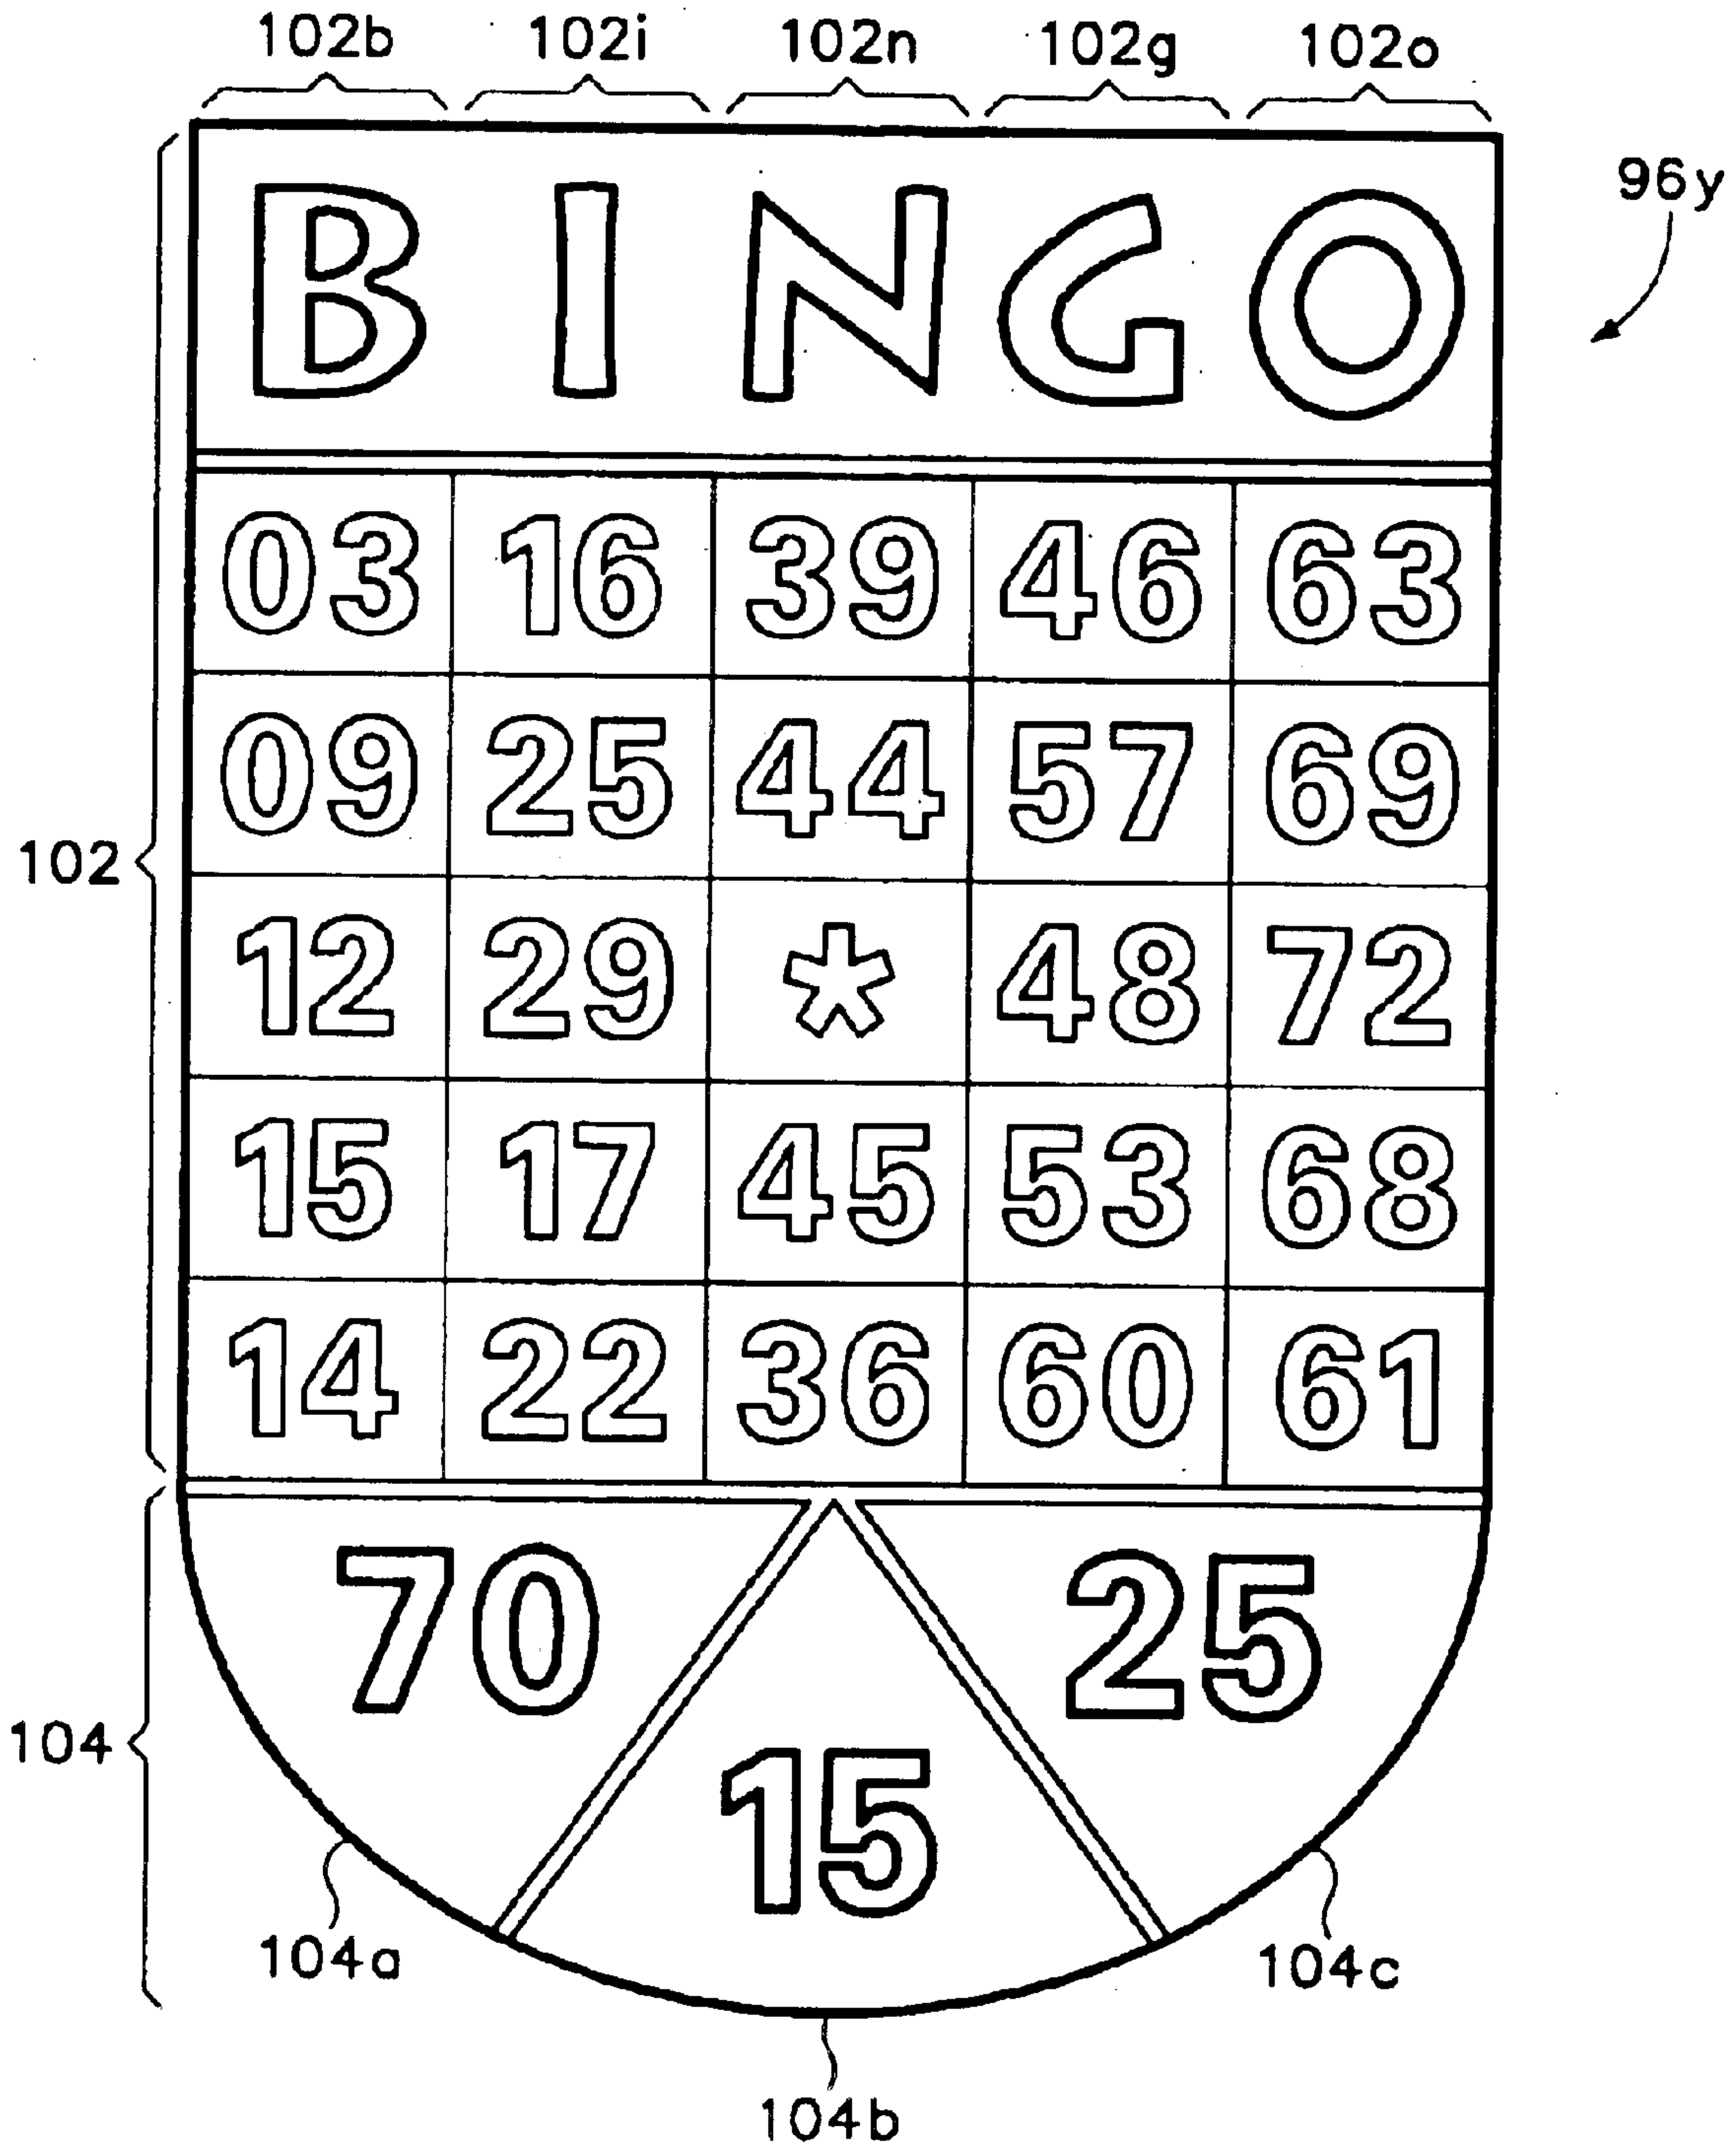 102b 102i 102n 102g 102o
96y
BINGO
03 16 39 46 63
09 25 44 57 69
102
12 29 * 48 72
15 17 45 53 68
14 22 36 60 61
70 25
104
15
104a 104c
104b